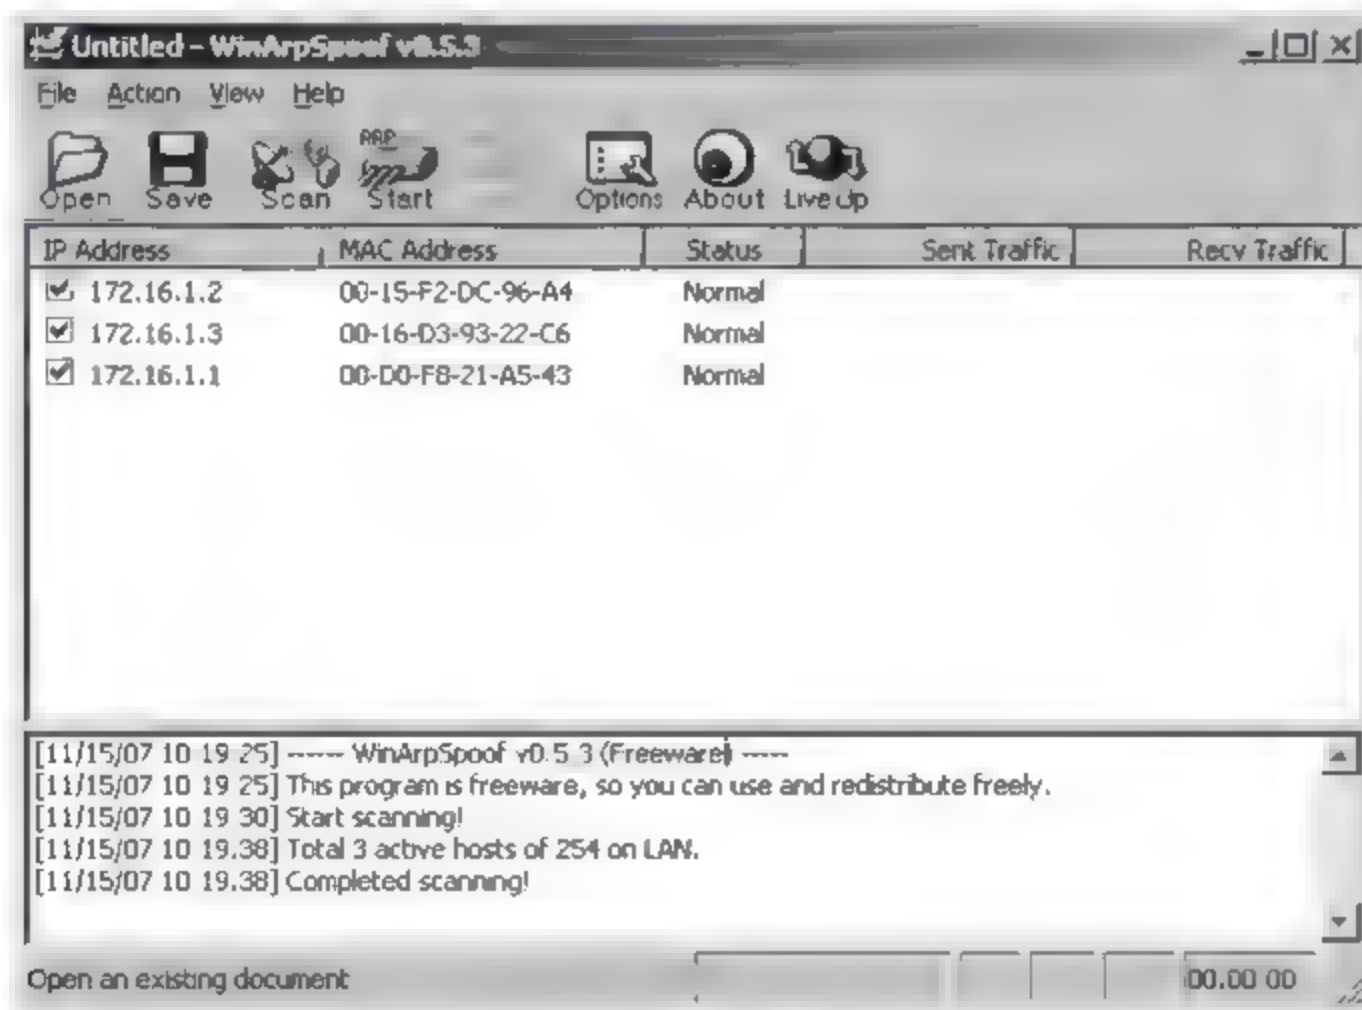 Untitled - WinArpSpoof v0.5.3
File Action View Help
ARP
Open Save Scan Start Options About Live Up
IP Address MAC Address Status Sent Traffic Recv Traffic
172.16.1.2 00-15-F2-DC-96-A4 Normal
172.16.1.3 00-16-D3-93-22-C6 Normal
172.16.1.1 00-D0-F8-21-A5-43 Normal
[11/15/07 10 19 25] ------ WinArpSpoof v0.5 3 (Freeware) -----
[11/15/07 10 19 25] This program is freeware, so you can use and redistribute freely.
[11/15/07 10 19 30] Start scanning!
[11/15/07 10 19.38] Total 3 active hosts of 254 on LAN.
[11/15/07 10 19.38] Completed scanning!
Open an existing document 00.00 00